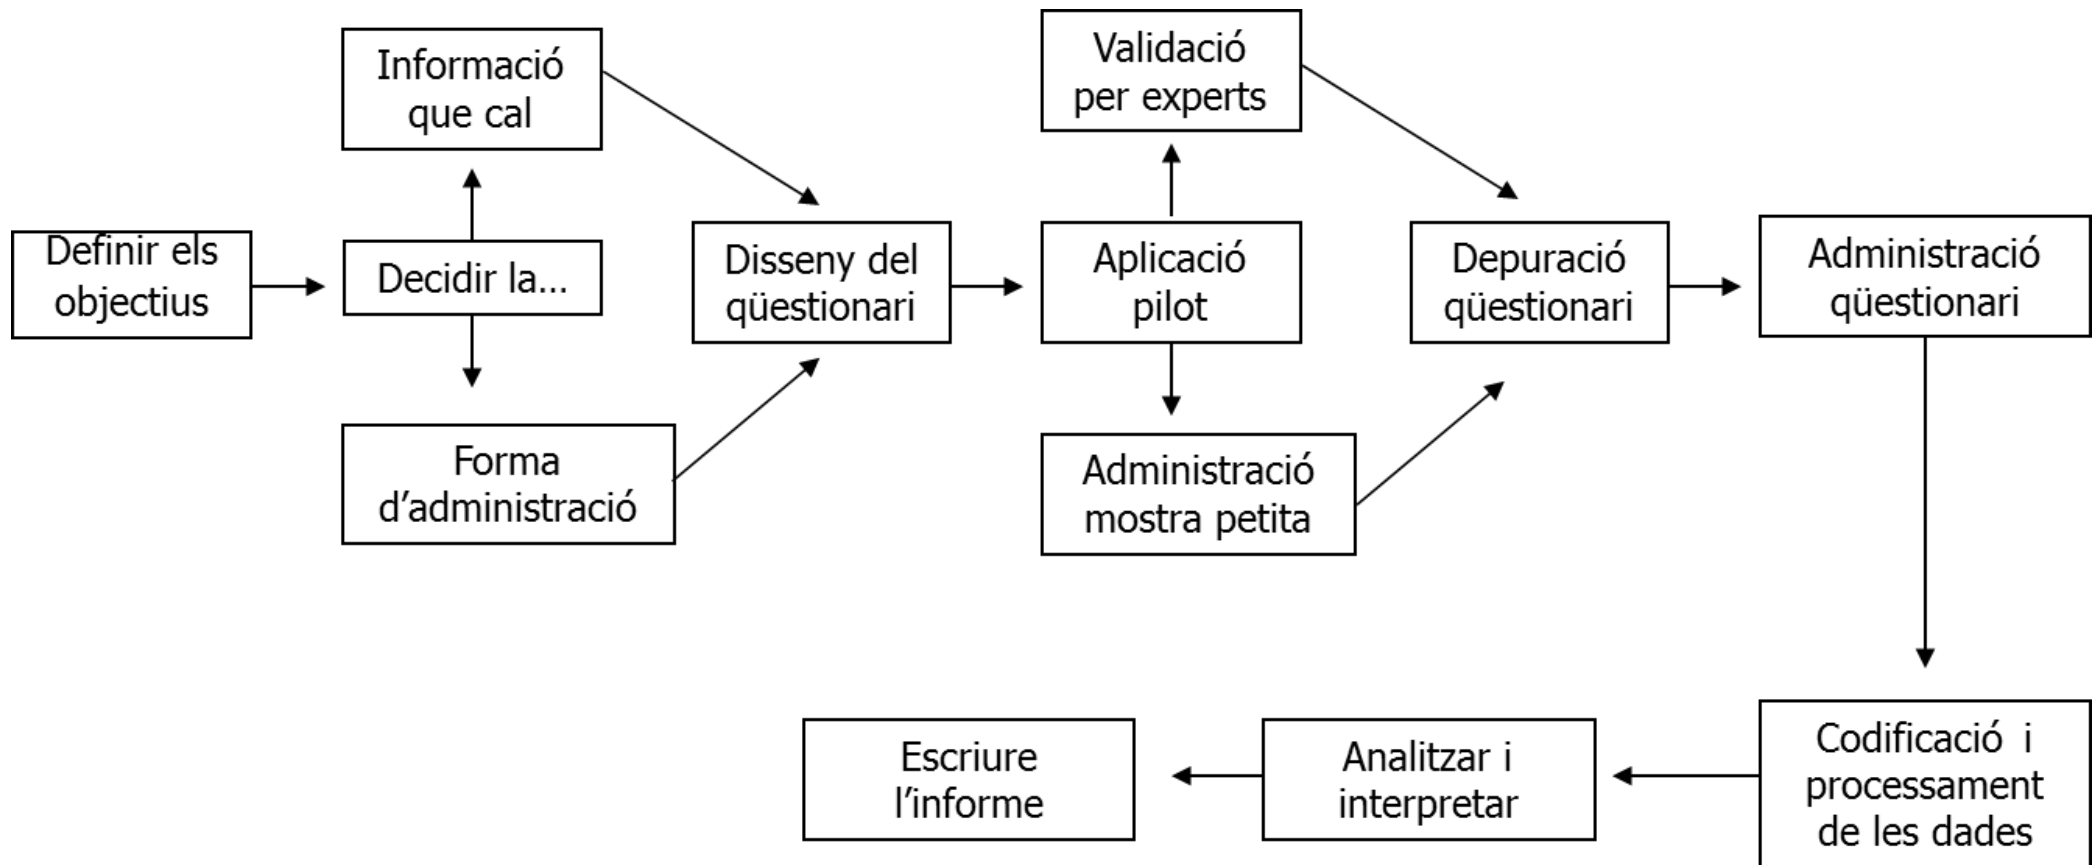 Definir els
objectius
Decidir la...
Informació
que cal
Forma
d’administració
Disseny del
qüestionari
Aplicació
pilot
Validació
per experts
Administració
mostra petita
Depuració
qüestionari
Administració
qüestionari
Codificació i
processament
de les dades
Analitzar i
interpretar
Escriure
l’informe